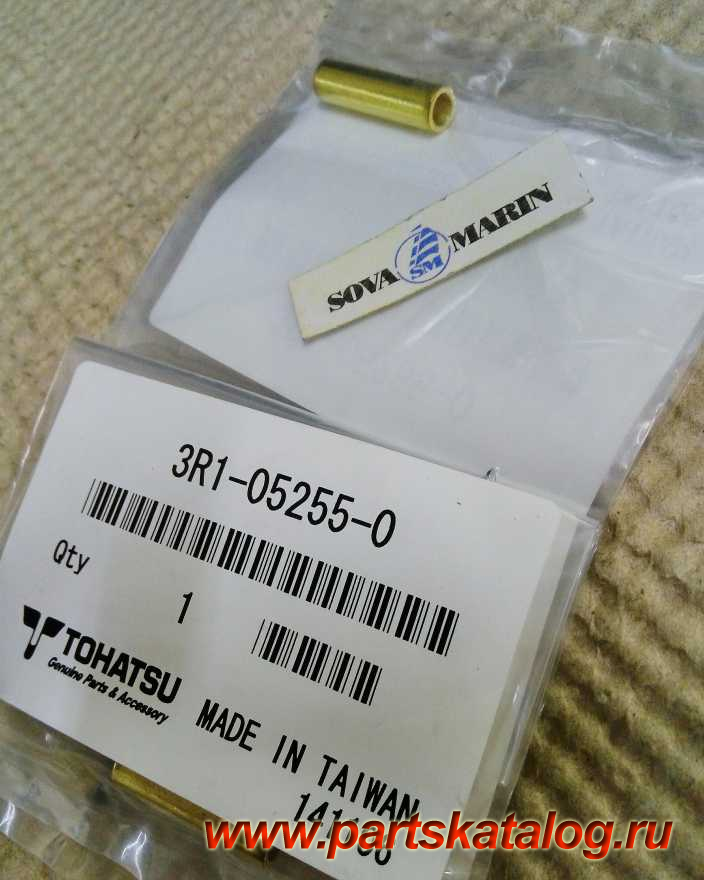 SOVA SM MARIN
3R1-05255-0
Qty 1
TOHATSU
Genuine Parts & Accessory
MADE IN TAIWAN
www.partskatalog.ru